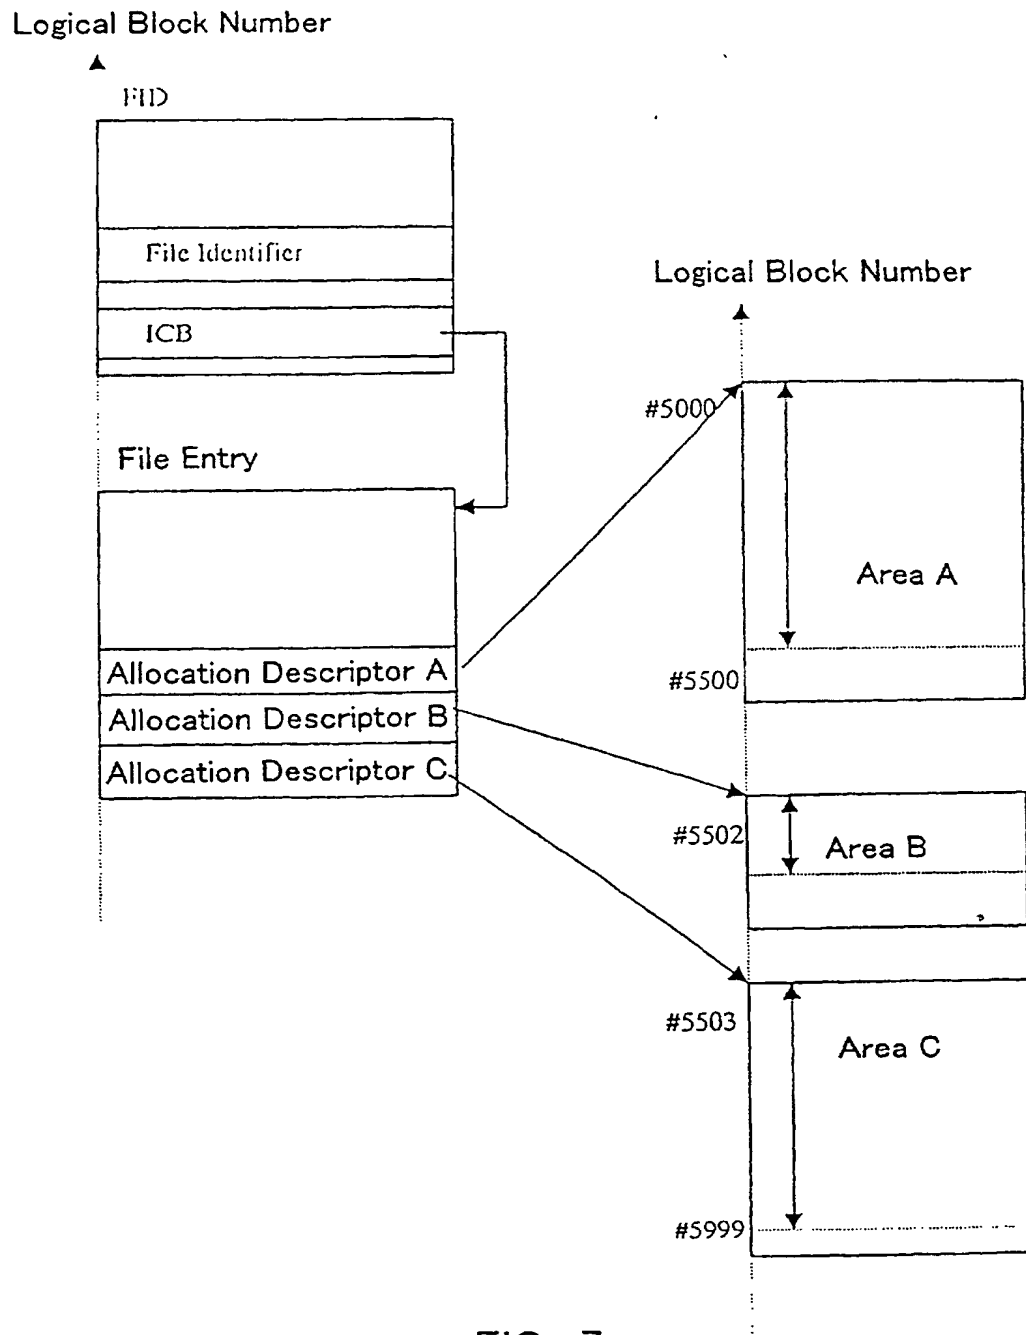 Logical Block Number
FID
File Identifier
ICB
File Entry
Allocation Descriptor A
Allocation Descriptor B
Allocation Descriptor C
Logical Block Number
#5000
Area A
#5500
#5502
Area B
#5503
Area C
#5999